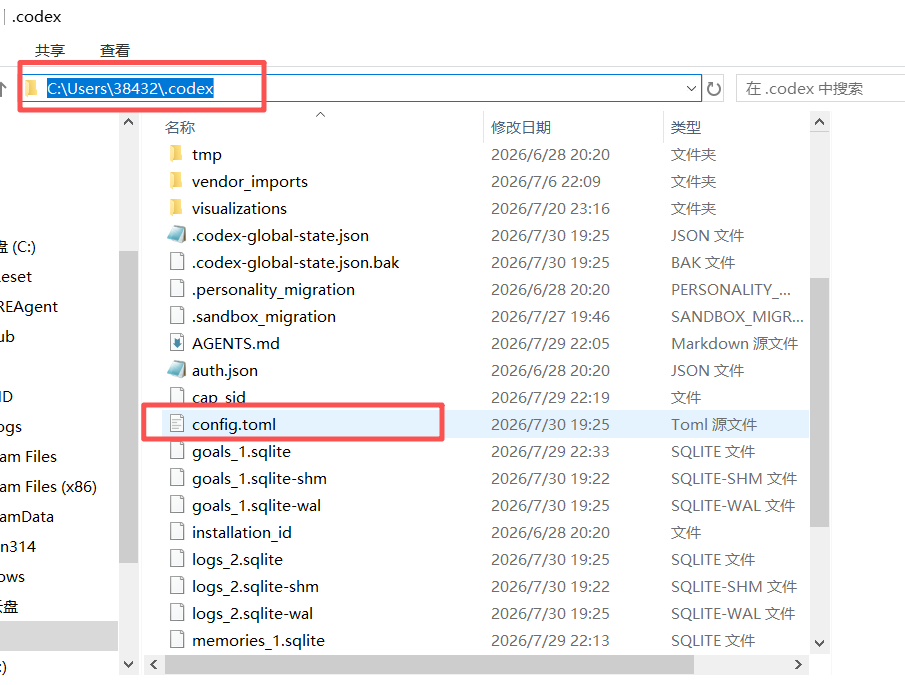 .codex
共享 查看
C:\Users\38432\.codex
在 .codex 中搜索
名称 修改日期 类型
tmp 2026/6/28 20:20 文件夹
vendor_imports 2026/7/6 22:09 文件夹
visualizations 2026/7/20 23:16 文件夹
.codex-global-state.json 2026/7/30 19:25 JSON 文件
.codex-global-state.json.bak 2026/7/30 19:25 BAK 文件
.personality_migration 2026/6/28 20:20 PERSONALITY_...
.sandbox_migration 2026/7/27 19:46 SANDBOX_MIGR...
AGENTS.md 2026/7/29 22:05 Markdown 源文件
auth.json 2026/6/28 20:20 JSON 文件
cap_sid 2026/7/29 22:19 文件
config.toml 2026/7/30 19:25 Toml 源文件
goals_1.sqlite 2026/7/29 22:33 SQLITE 文件
goals_1.sqlite-shm 2026/7/30 19:22 SQLITE-SHM 文件
goals_1.sqlite-wal 2026/7/30 19:25 SQLITE-WAL 文件
installation_id 2026/6/28 20:20 文件
logs_2.sqlite 2026/7/30 19:25 SQLITE 文件
logs_2.sqlite-shm 2026/7/30 19:22 SQLITE-SHM 文件
logs_2.sqlite-wal 2026/7/30 19:25 SQLITE-WAL 文件
memories_1.sqlite 2026/7/29 22:13 SQLITE 文件
盘 (C:)
eset
REAgent
ub
D
ogs
am Files
am Files (x86)
amData
n314
ows
盘
:)